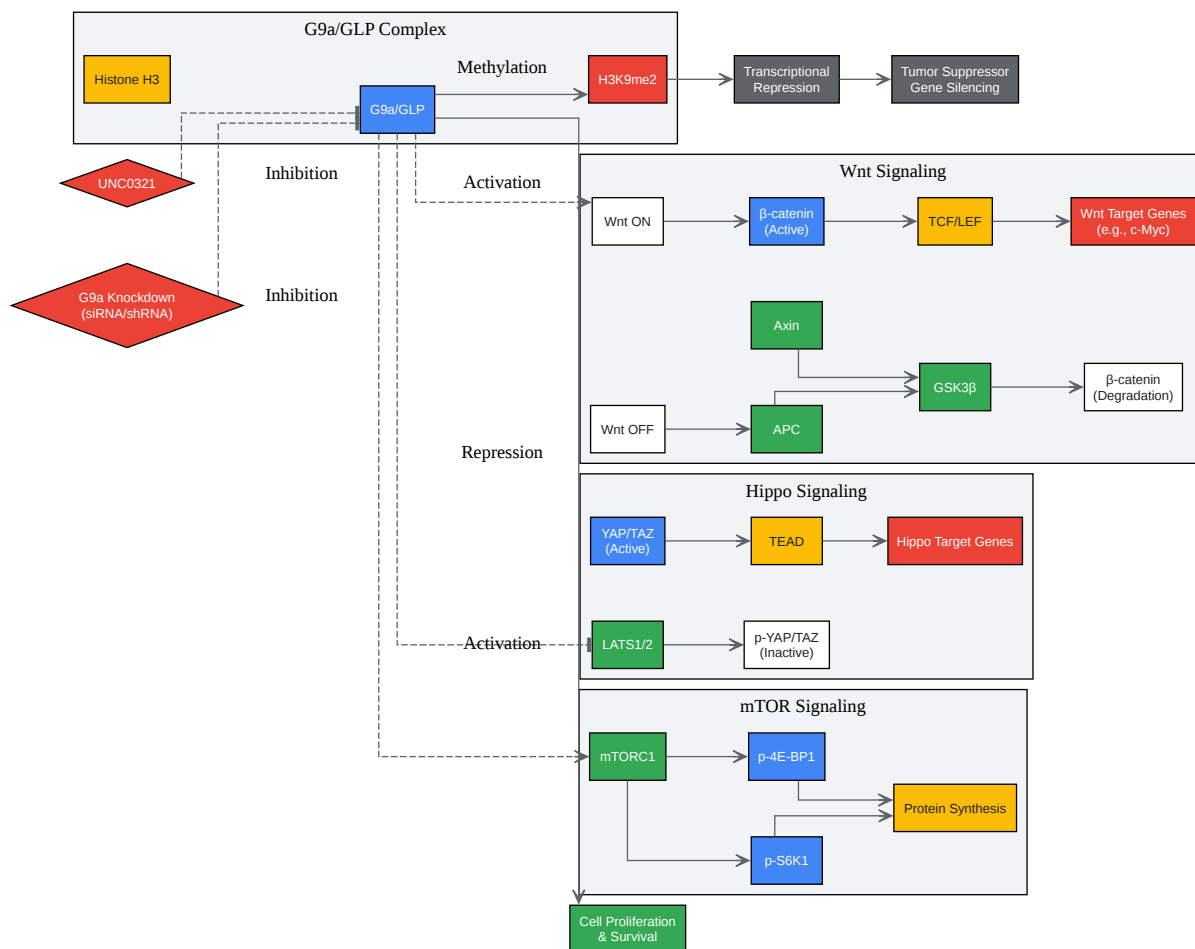 G9a/GLP Complex
Histone H3
Methylation
H3K9me2
Transcriptional
Repression
Tumor Suppressor
Gene Silencing
G9a/GLP
UNC0321
Inhibition
Activation
Wnt Signaling
Wnt ON
β-catenin
(Active)
TCF/LEF
Wnt Target Genes
(e.g., c-Myc)
G9a Knockdown
(siRNA/shRNA)
Inhibition
Axin
GSK3β
β-catenin
(Degradation)
Wnt OFF
APC
Repression
Hippo Signaling
YAP/TAZ
(Active)
TEAD
Hippo Target Genes
Activation
LATS1/2
p-YAP/TAZ
(Inactive)
mTOR Signaling
mTORC1
p-4E-BP1
Protein Synthesis
p-S6K1
Cell Proliferation
& Survival